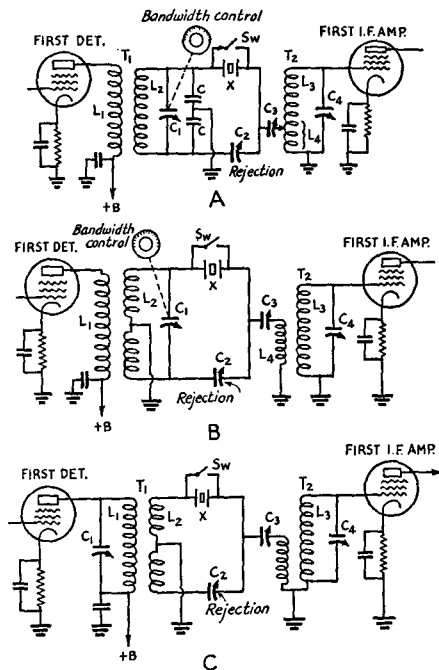 Bandwidth control
FIRST DET.
T1
Sw
T2
FIRST I.F. AMP.
L1
L2
C1
C
C
X
C3
L3
C4
L4
C2
Rejection
+B
A
Bandwidth control
FIRST DET.
Sw
T2
FIRST I.F. AMP.
L1
L2
C1
X
C3
L3
C4
L4
C2
Rejection
+B
B
FIRST DET.
T1
Sw
T2
FIRST I.F. AMP.
C1
L1
L2
X
C3
L3
C4
C2
Rejection
+B
C